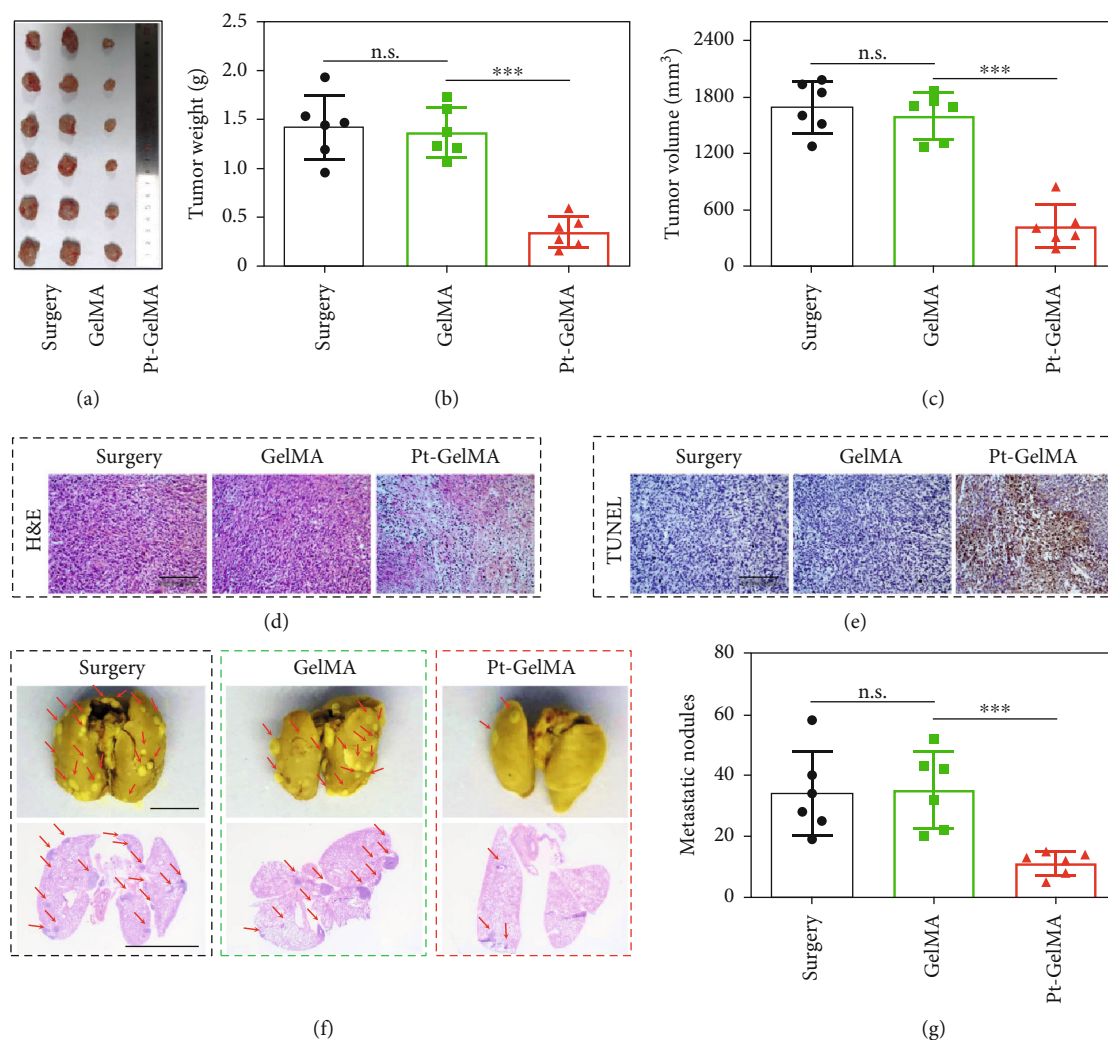 Surgery
GelMA
Pt-GelMA
(a)
2.5
2.0
1.5
1.0
0.5
0
Tumor weight (g)
n.s.
***
Surgery
GelMA
Pt-GelMA
(b)
2400
1800
1200
600
0
Tumor volume (mm³)
n.s.
***
Surgery
GelMA
Pt-GelMA
(c)
Surgery GelMA Pt-GelMA
H&E
(d)
Surgery GelMA Pt-GelMA
TUNEL
(e)
Surgery GelMA Pt-GelMA
(f)
80
60
40
20
0
Metastatic nodules
n.s.
***
Surgery
GelMA
Pt-GelMA
(g)